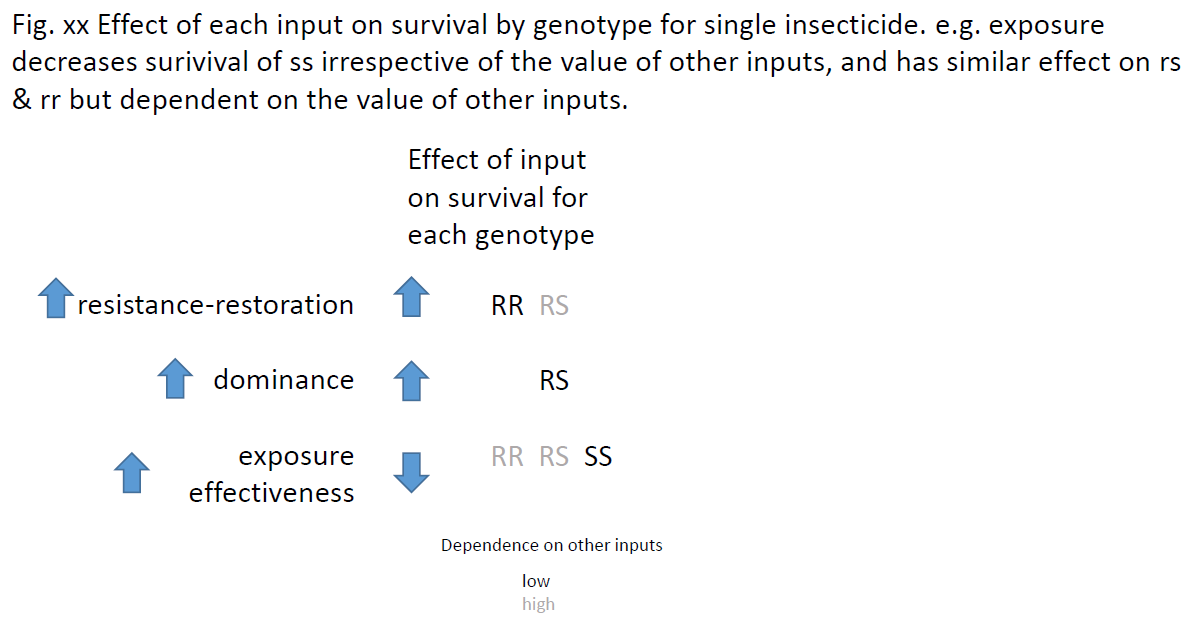 Fig. xx Effect of each input on survival by genotype for single insecticide. e.g. exposure
decreases surivival of ss irrespective of the value of other inputs, and has similar effect on rs
& rr but dependent on the value of other inputs.
Effect of input
on survival for
each genotype
resistance-restoration RR RS
dominance RS
exposure
effectiveness
RR RS SS
Dependence on other inputs
low
high